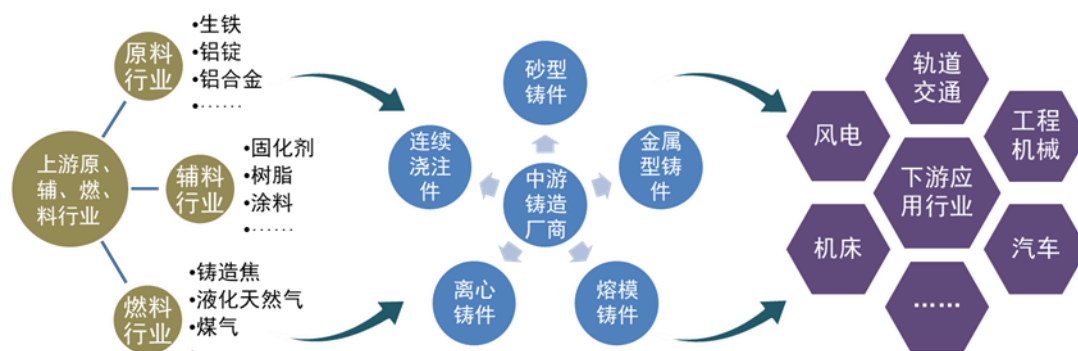 原料
行业
•生铁
•铝锭
•铝合金
•……
上游原、
辅、燃、
料行业
辅料
行业
•固化剂
•树脂
•涂料
•……
燃料
行业
•铸造焦
•液化天然气
•煤气
砂型
铸件
连续
浇注
件
金属
型铸
件
中游
铸造
厂商
离心
铸件
熔模
铸件
轨道
交通
风电
工程
机械
下游应
用行业
机床
汽车
……